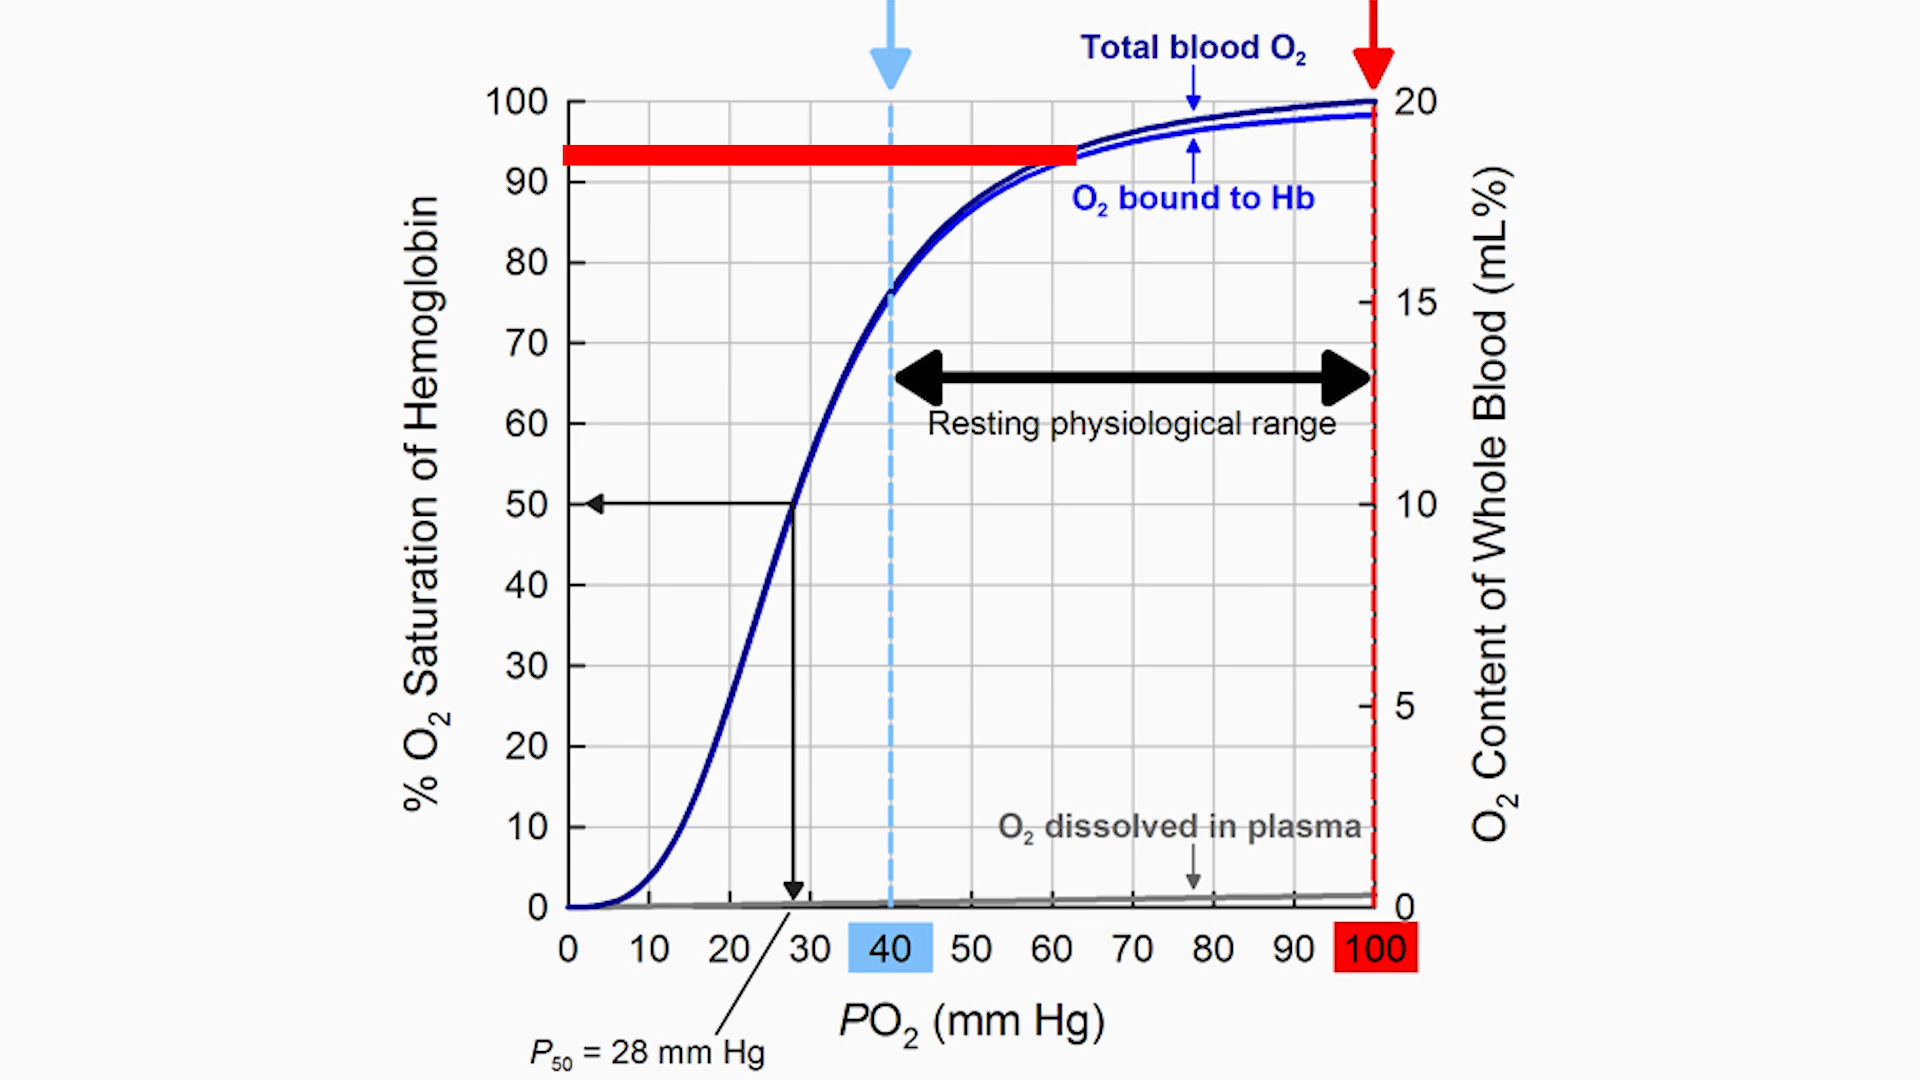 Total blood O₂
100
20
90
O₂ bound to Hb
80
15
70
Resting physiological range
60
50
10
40
30
5
20
10
O₂ dissolved in plasma
0
0
0 10 20 30 40 50 60 70 80 90 100
PO₂ (mm Hg)
P₅₀ = 28 mm Hg
% O₂ Saturation of Hemoglobin
O₂ Content of Whole Blood (mL%)